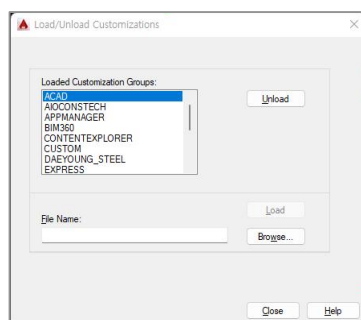 Load/Unload Customizations
Loaded Customization Groups:
ACAD
AIOCONSTECH
APPMANAGER
BIM360
CONTENTEXPLORER
CUSTOM
DAEYOUNG_STEEL
EXPRESS
Unload
File Name:
Load
Browse...
Close
Help